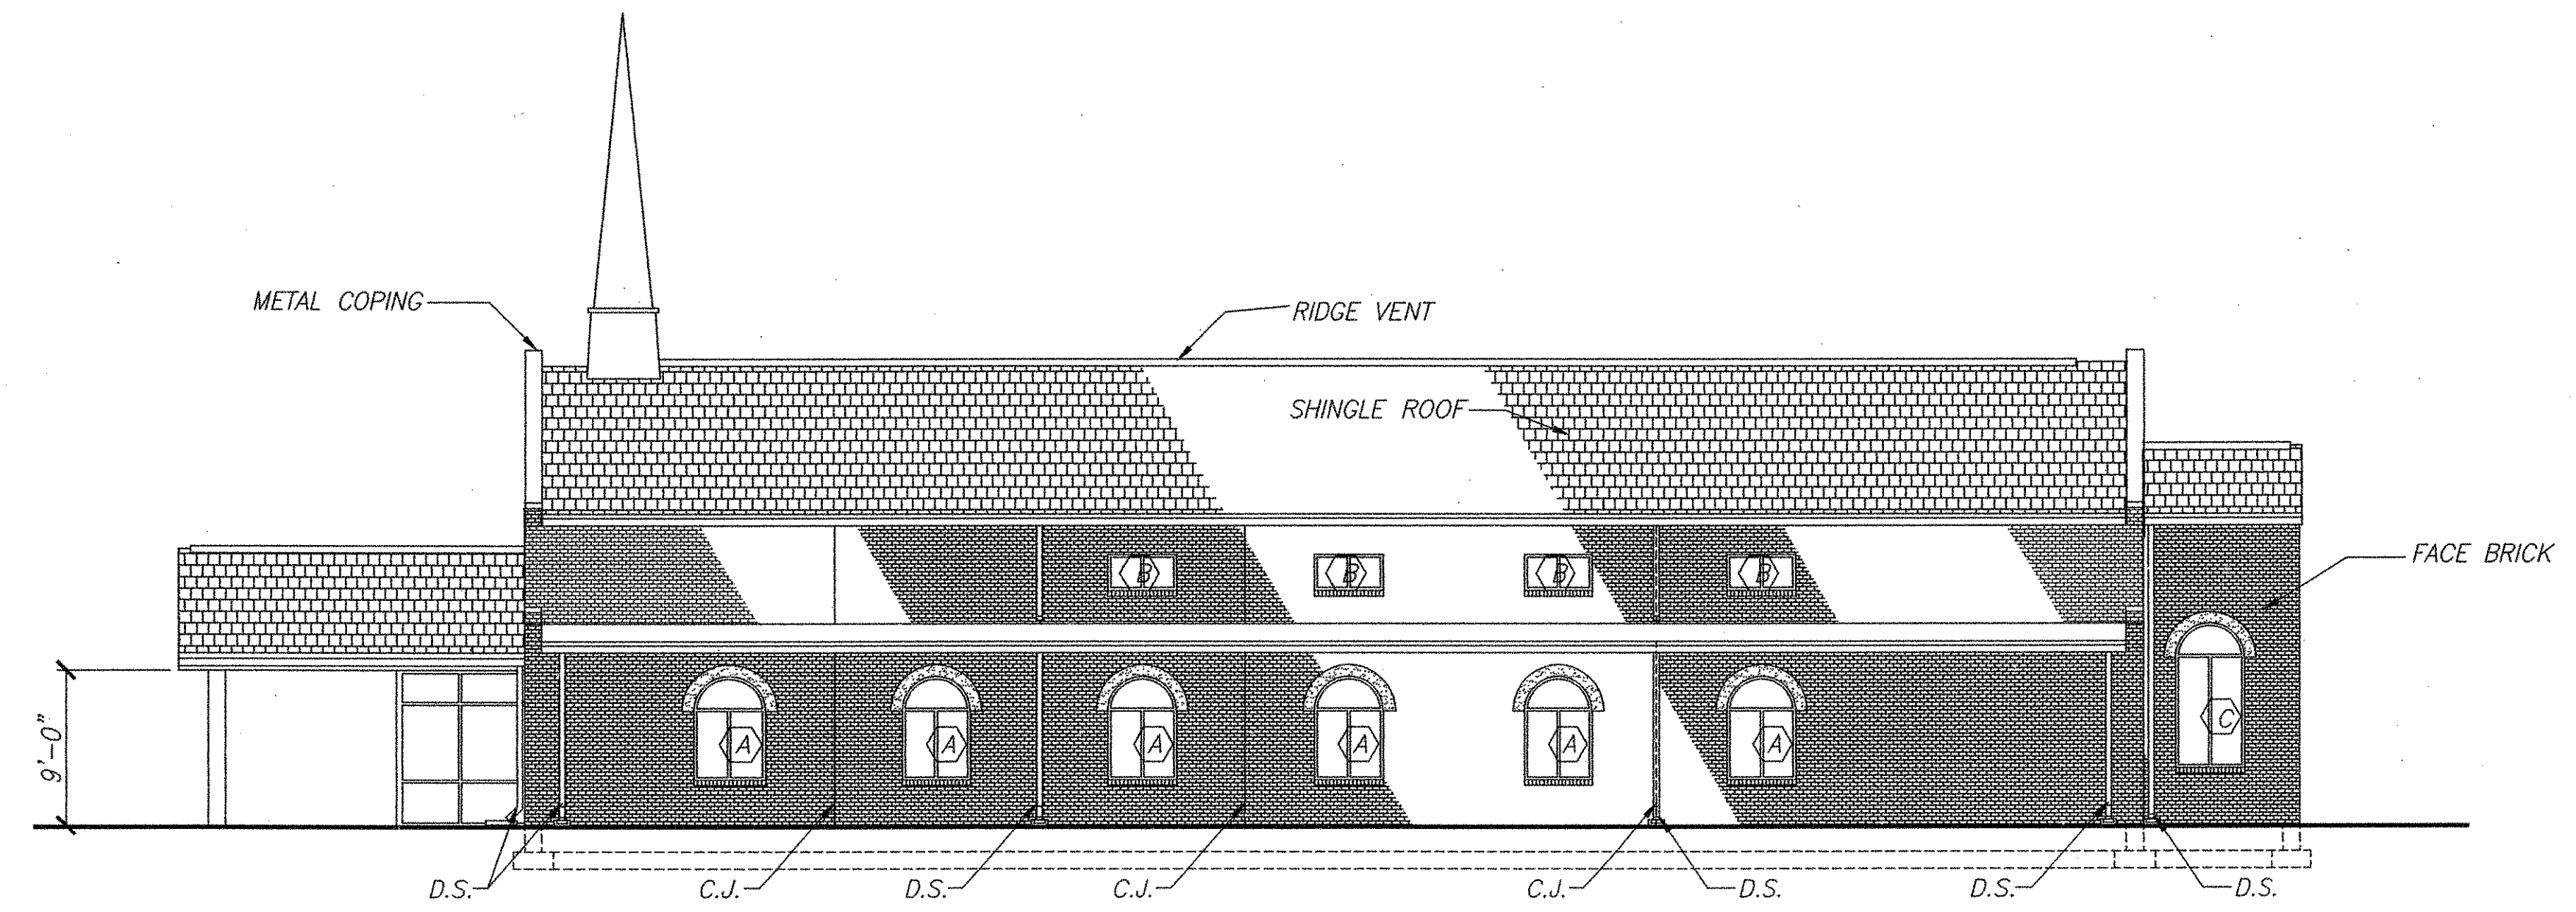 METAL COPING
RIDGE VENT
SHINGLE ROOF
FACE BRICK
B
B
B
B
9'-0"
A
A
A
A
A
A
C
D.S.
C.J.
D.S.
C.J.
C.J.
D.S.
D.S.
D.S.